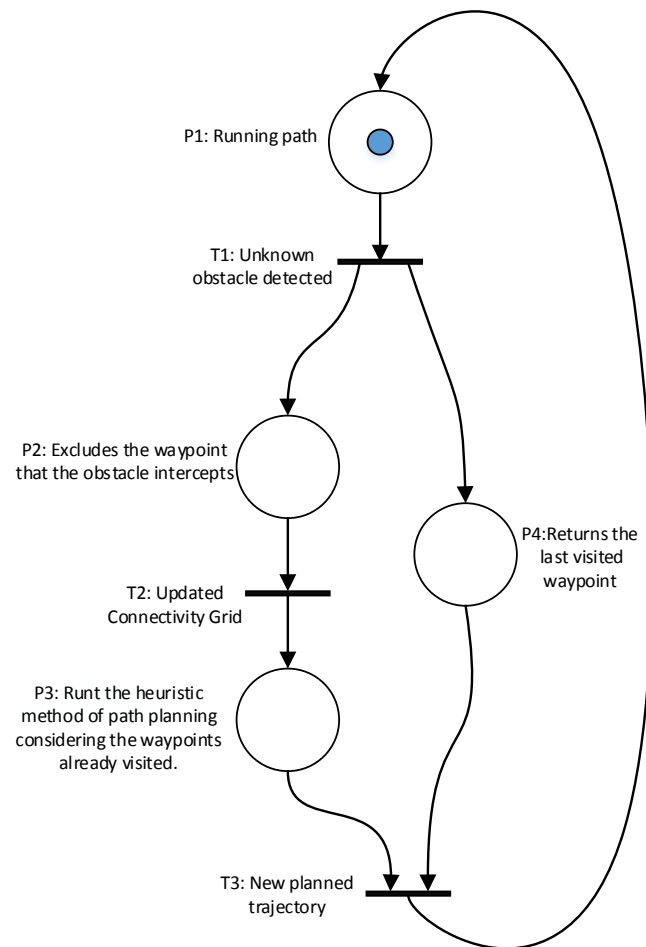 P1: Running path
T1: Unknown
obstacle detected
P2: Excludes the waypoint
that the obstacle intercepts
P4:Returns the
last visited
waypoint
T2: Updated
Connectivity Grid
P3: Runt the heuristic
method of path planning
considering the waypoints
already visited.
T3: New planned
trajectory